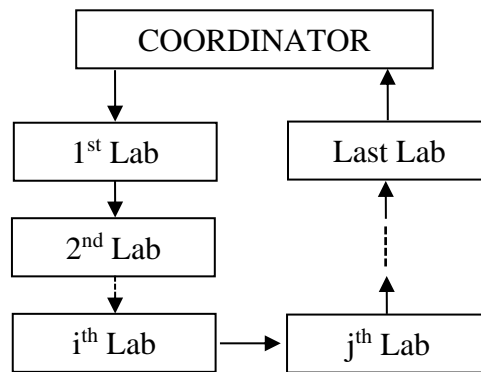 COORDINATOR
1st Lab
Last Lab
2nd Lab
ith Lab
jth Lab